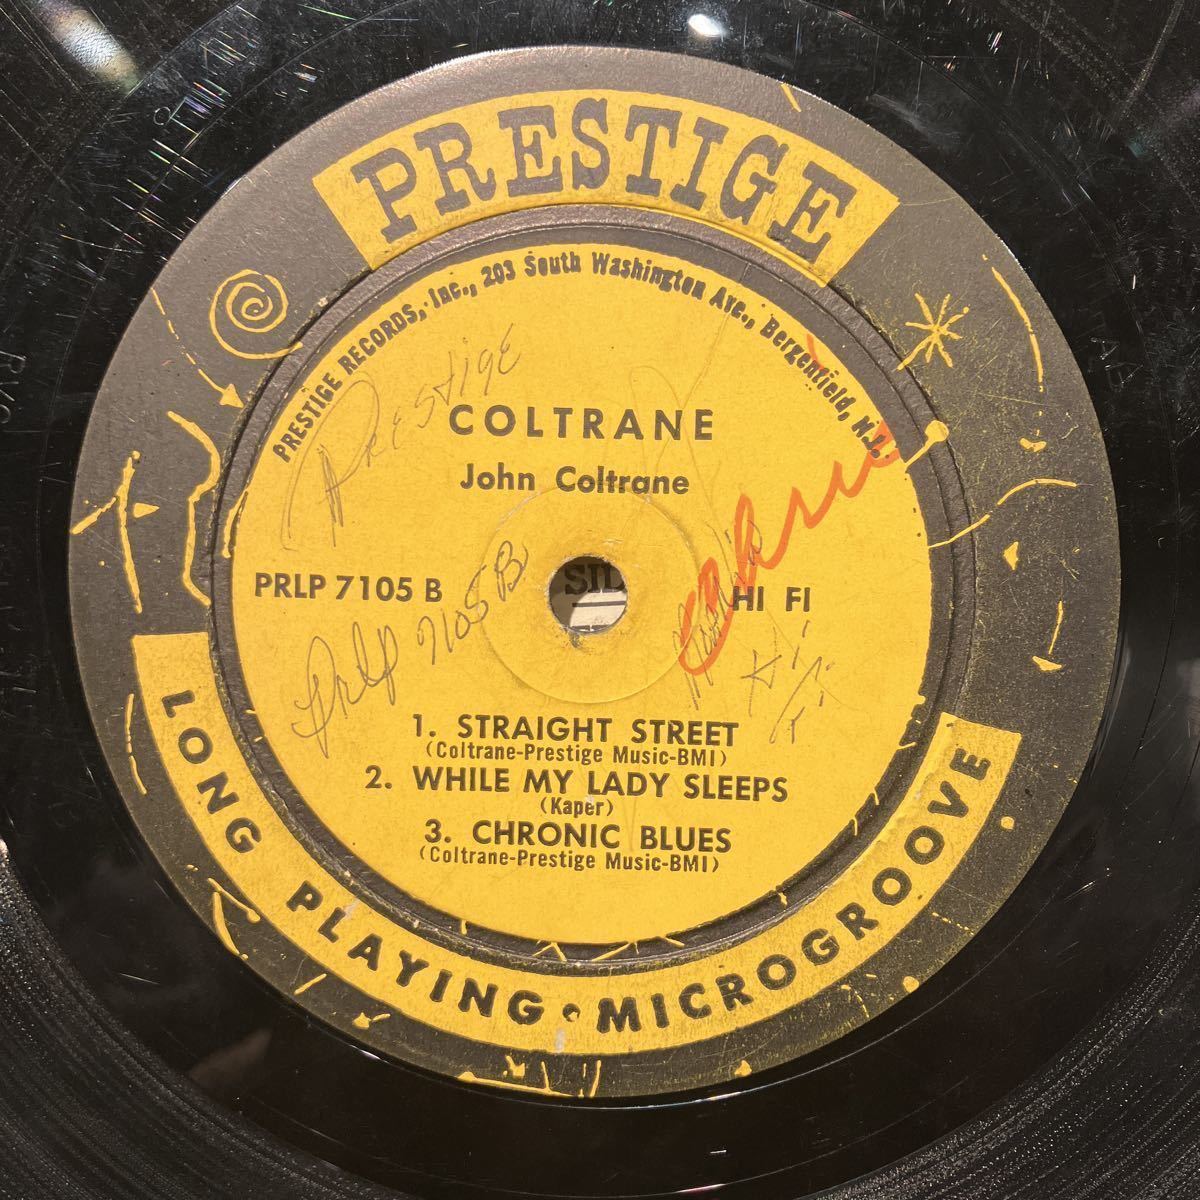 PRESTIGE
PRESTIGE RECORDS, Inc., 203 South Washington Ave., Bergenfield, N.J.
Prestige
COLTRANE
John Coltrane
PRLP 7105 B
HI FI
Prlp 7105 B
SID
1. STRAIGHT STREET
(Coltrane-Prestige Music-BMI)
2. WHILE MY LADY SLEEPS
(Kaper)
3. CHRONIC BLUES
(Coltrane-Prestige Music-BMI)
LONG PLAYING • MICROGROOVE
RVG